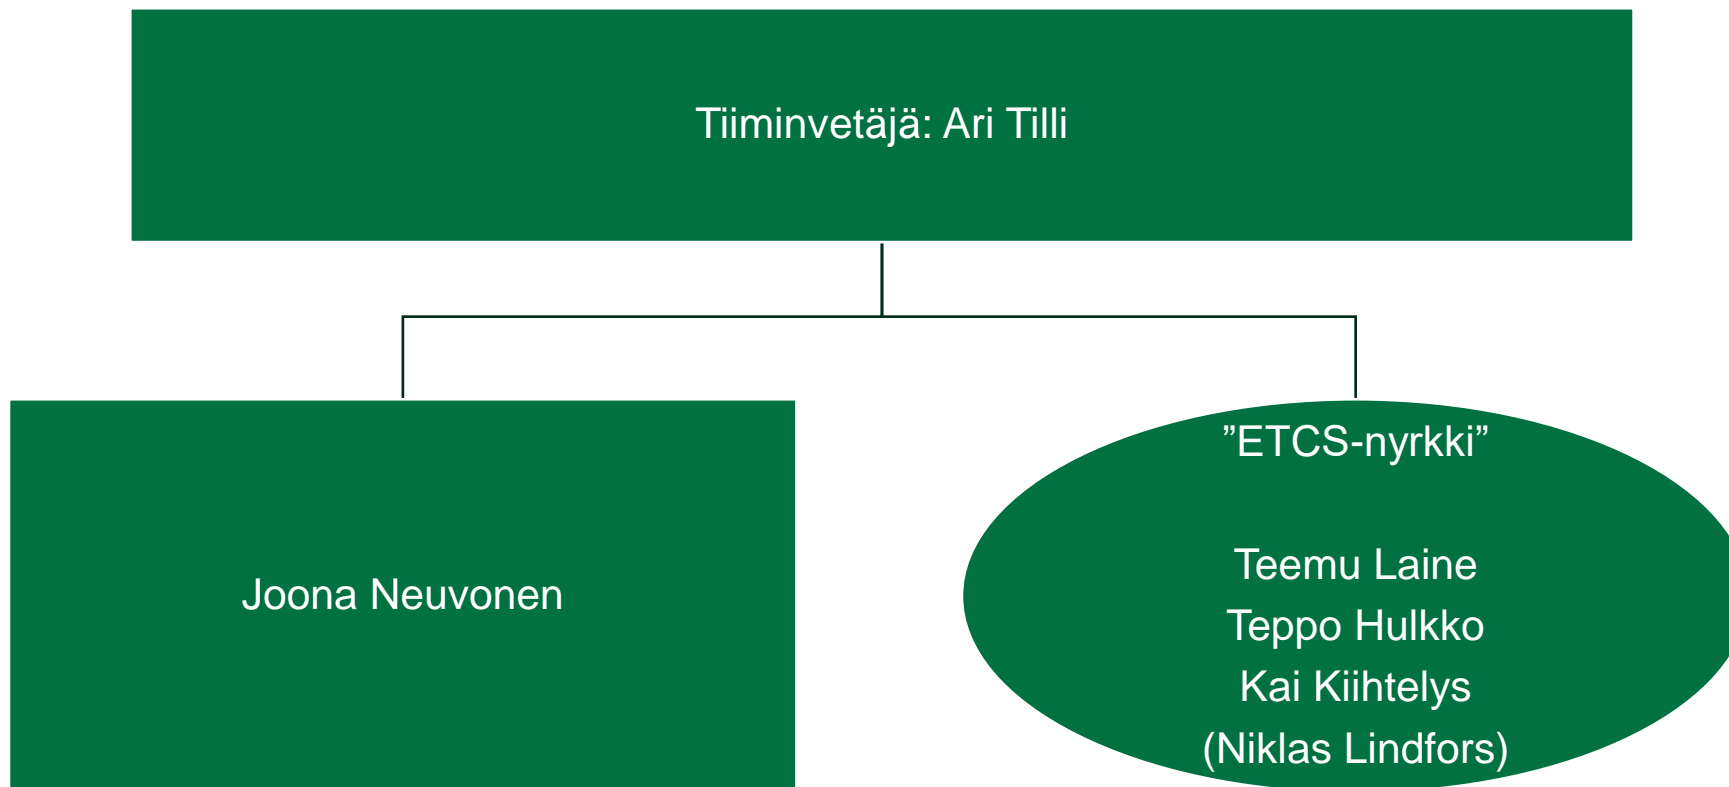 Tiiminvetäjä: Ari Tilli
Joona Neuvonen
”ETCS-nyrkki”
Teemu Laine
Teppo Hulkko
Kai Kiihtelys
(Niklas Lindfors)